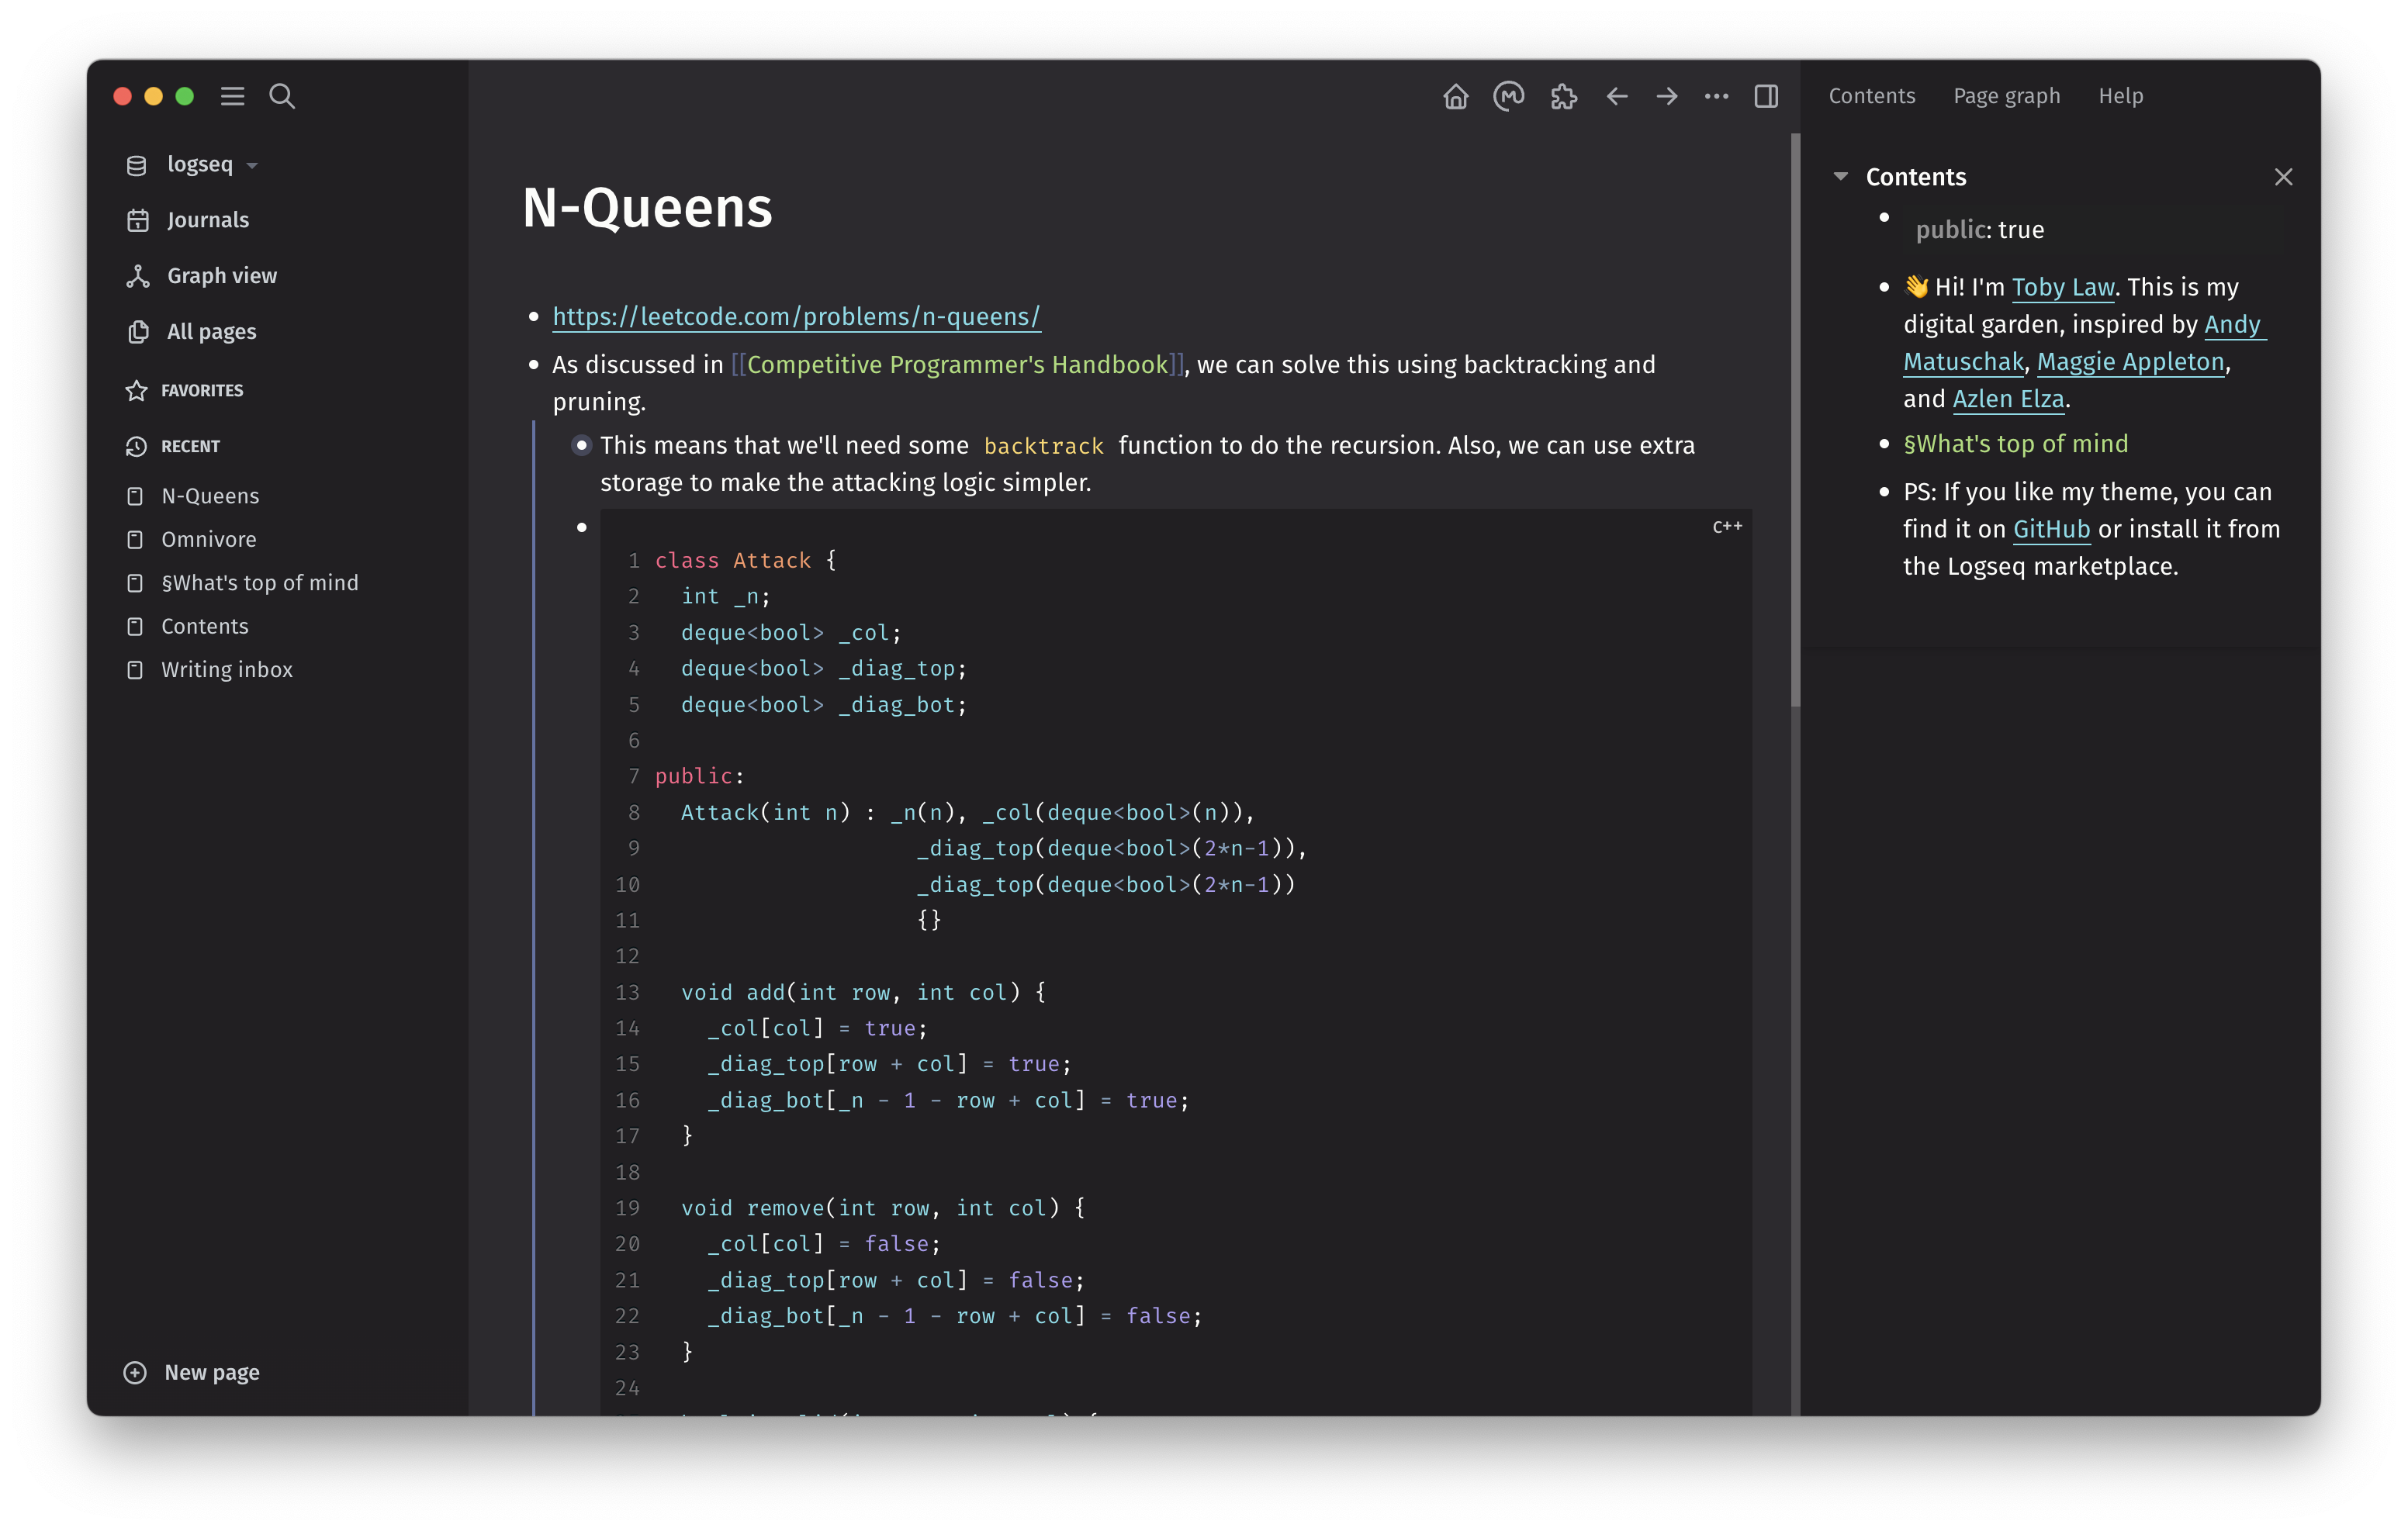 logseq
Journals
Graph view
All pages
FAVORITES
RECENT
N-Queens
Omnivore
§What's top of mind
Contents
Writing inbox
New page
N-Queens
https://leetcode.com/problems/n-queens/
As discussed in [[Competitive Programmer's Handbook]], we can solve this using backtracking and
pruning.
This means that we'll need some backtrack function to do the recursion. Also, we can use extra
storage to make the attacking logic simpler.
C++
1 class Attack {
2   int _n;
3   deque<bool> _col;
4   deque<bool> _diag_top;
5   deque<bool> _diag_bot;
6
7 public:
8   Attack(int n) : _n(n), _col(deque<bool>(n)),
9                     _diag_top(deque<bool>(2*n-1)),
10                     _diag_top(deque<bool>(2*n-1))
11                     {}
12
13   void add(int row, int col) {
14     _col[col] = true;
15     _diag_top[row + col] = true;
16     _diag_bot[_n - 1 - row + col] = true;
17   }
18
19   void remove(int row, int col) {
20     _col[col] = false;
21     _diag_top[row + col] = false;
22     _diag_bot[_n - 1 - row + col] = false;
23   }
24
Contents Page graph Help
Contents
public: true
👋 Hi! I'm Toby Law. This is my
digital garden, inspired by Andy
Matuschak, Maggie Appleton,
and Azlen Elza.
§What's top of mind
PS: If you like my theme, you can
find it on GitHub or install it from
the Logseq marketplace.